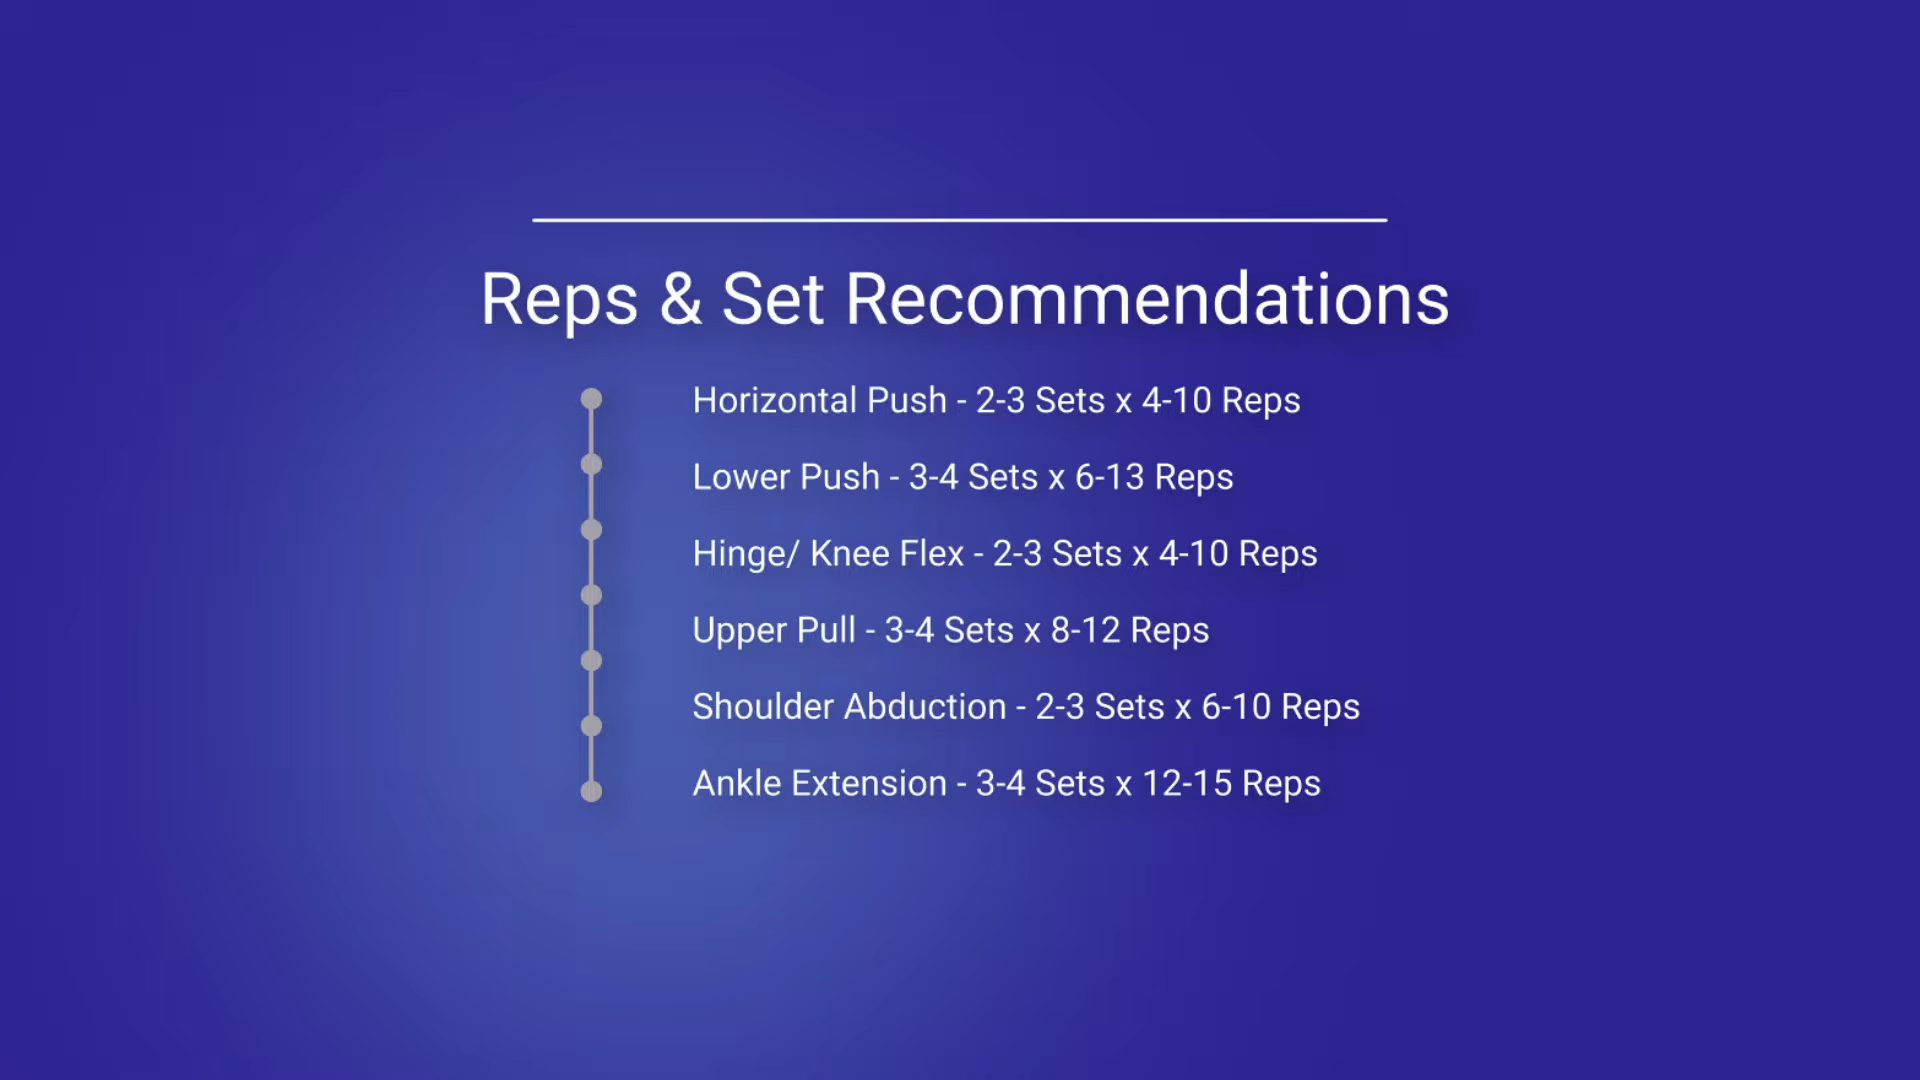 Reps & Set Recommendations
Horizontal Push - 2-3 Sets x 4-10 Reps
Lower Push - 3-4 Sets x 6-13 Reps
Hinge/ Knee Flex - 2-3 Sets x 4-10 Reps
Upper Pull - 3-4 Sets x 8-12 Reps
Shoulder Abduction - 2-3 Sets x 6-10 Reps
Ankle Extension - 3-4 Sets x 12-15 Reps